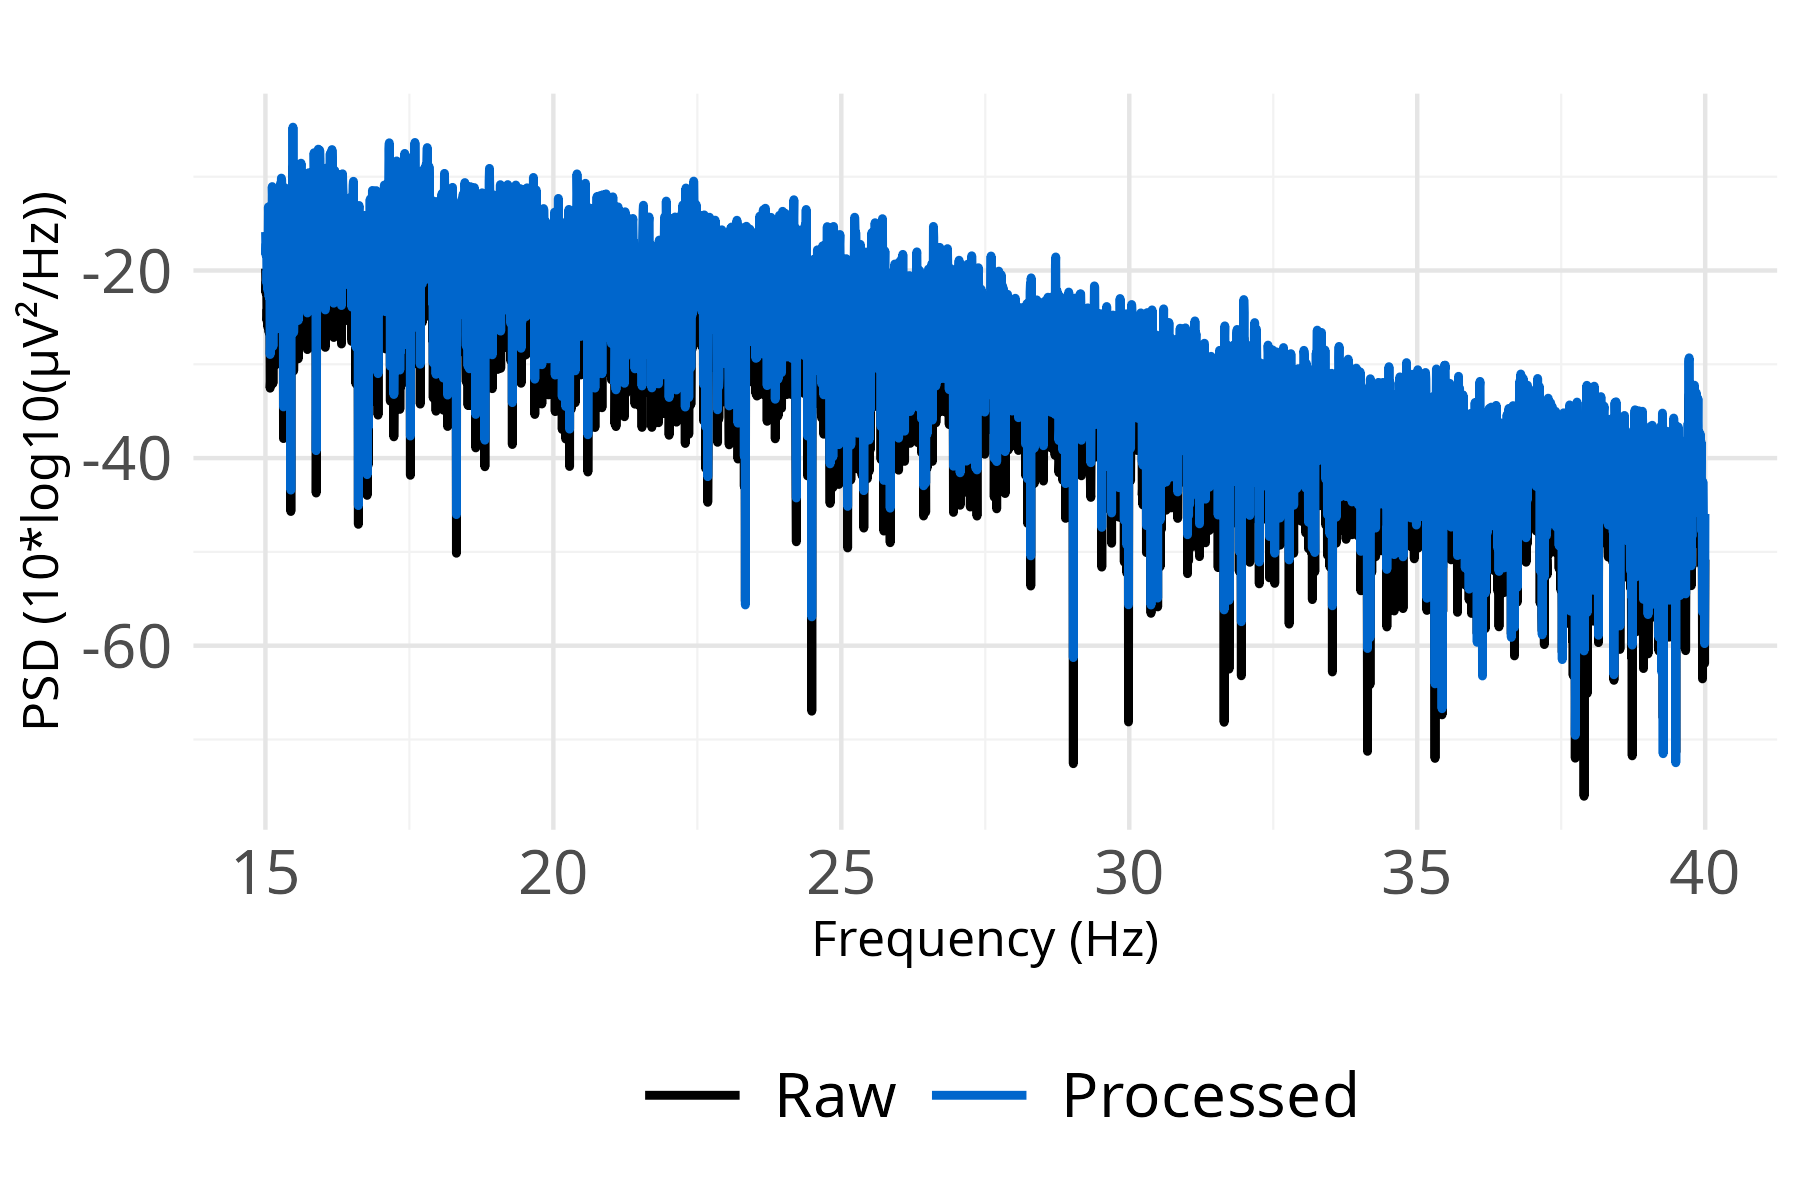 PSD (10*log10(µV²/Hz))
-20
-40
-60
15 20 25 30 35 40
Frequency (Hz)
Raw Processed